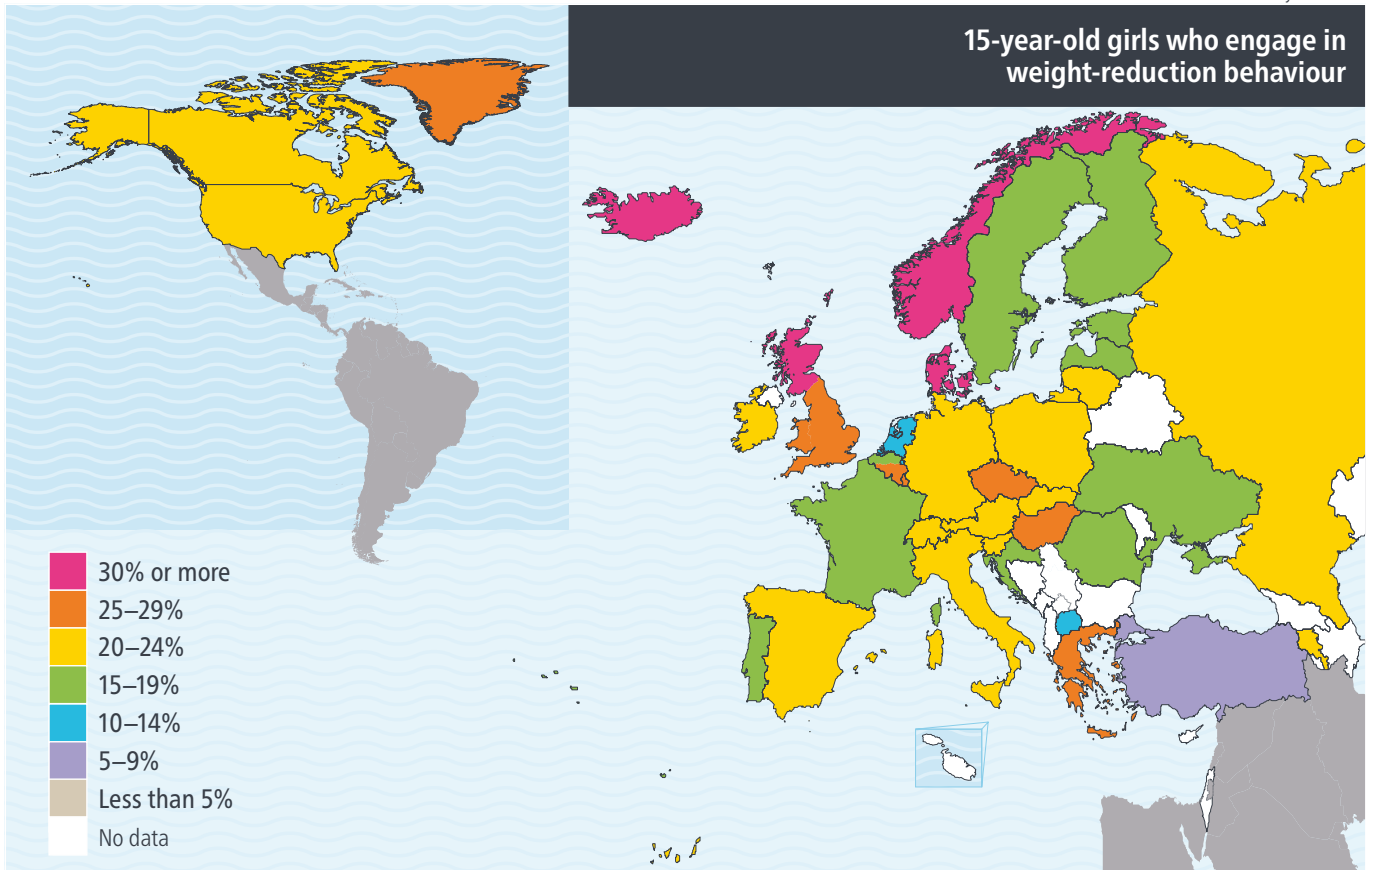 15-year-old girls who engage in
weight-reduction behaviour
30% or more
25–29%
20–24%
15–19%
10–14%
5–9%
Less than 5%
No data